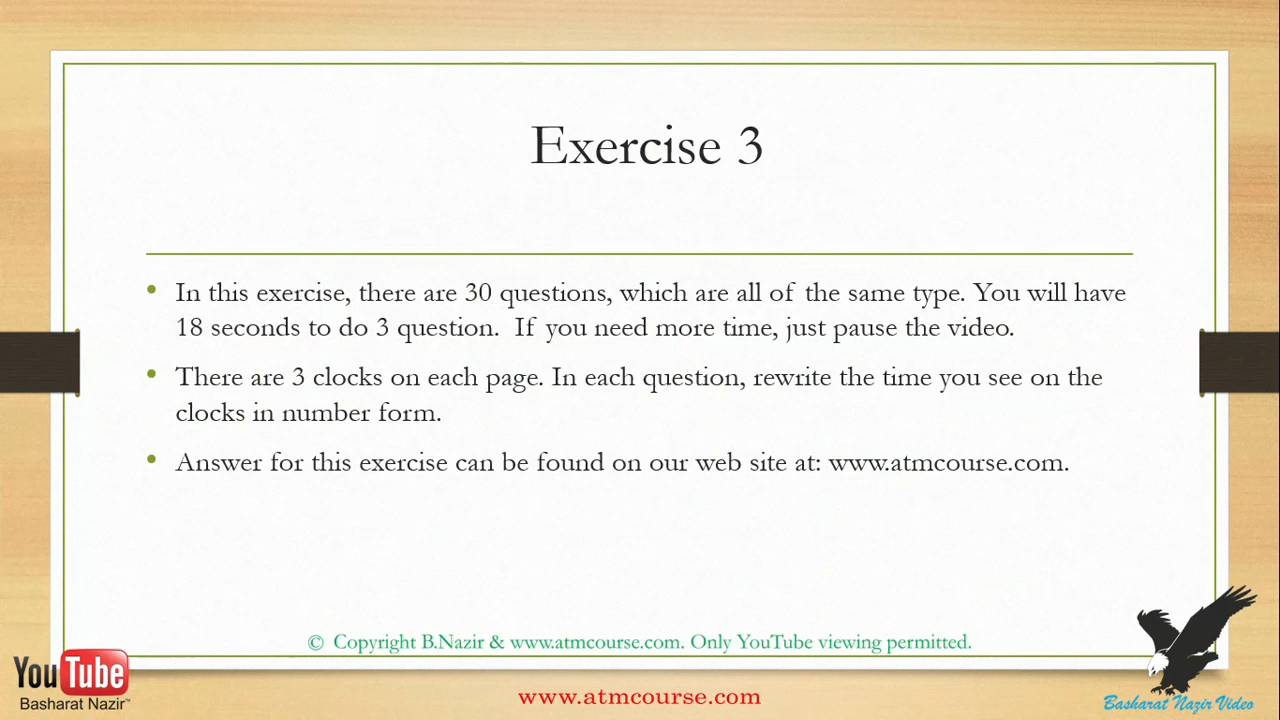 Exercise 3
• In this exercise, there are 30 questions, which are all of the same type. You will have
18 seconds to do 3 question. If you need more time, just pause the video.
• There are 3 clocks on each page. In each question, rewrite the time you see on the
clocks in number form.
• Answer for this exercise can be found on our web site at: www.atmcourse.com.
© Copyright B.Nazir & www.atmcourse.com. Only YouTube viewing permitted.
YouTube
Basharat Nazir™
www.atmcourse.com
Basharat Nazir Video